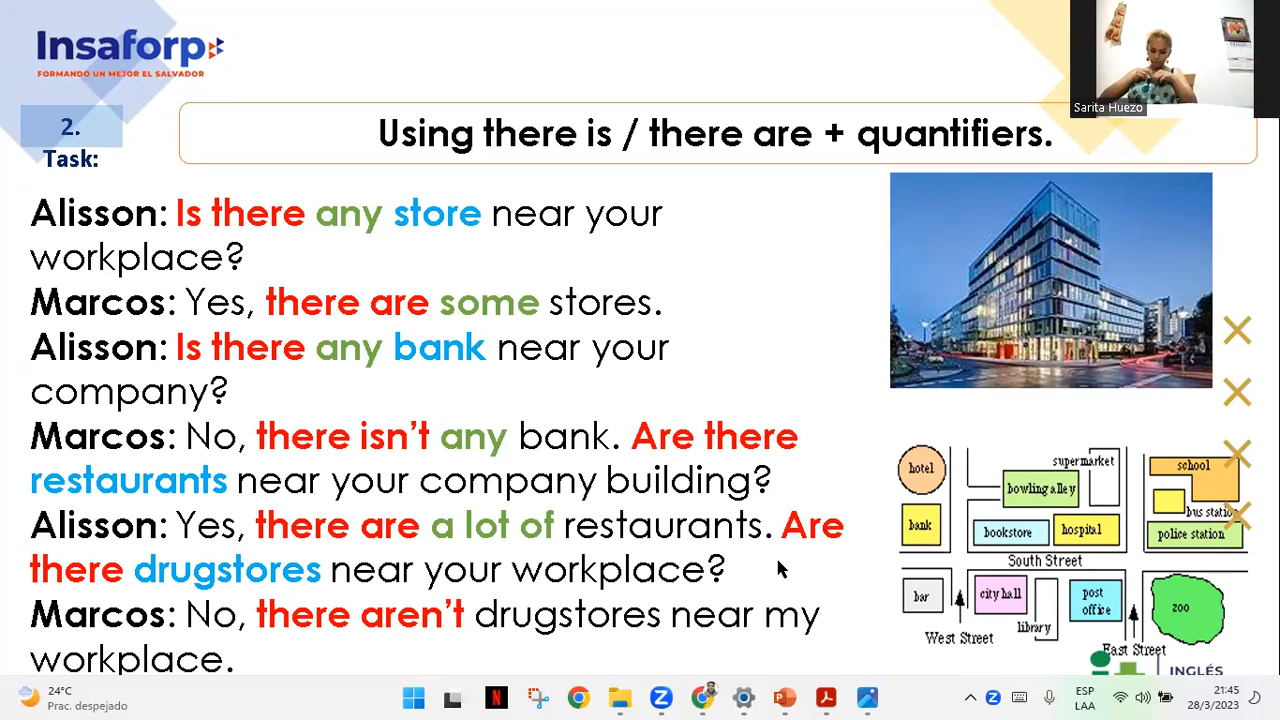 Insaforp
FORMANDO UN MEJOR EL SALVADOR
Sarita Huezo
2.
Task:
Using there is / there are + quantifiers.
Alisson: Is there any store near your
workplace?
Marcos: Yes, there are some stores.
Alisson: Is there any bank near your
company?
Marcos: No, there isn't any bank. Are there
restaurants near your company building?
Alisson: Yes, there are a lot of restaurants. Are
there drugstores near your workplace?
Marcos: No, there aren't drugstores near my
workplace.
hotel
supermarket
school
bowling alley
bus station
bank
bookstore
hospital
police station
South Street
bar
city hall
post
office
zoo
library
West Street
East Street
INGLÉS
24°C
Prac. despejado
ESP
LAA
21:45
28/3/2023